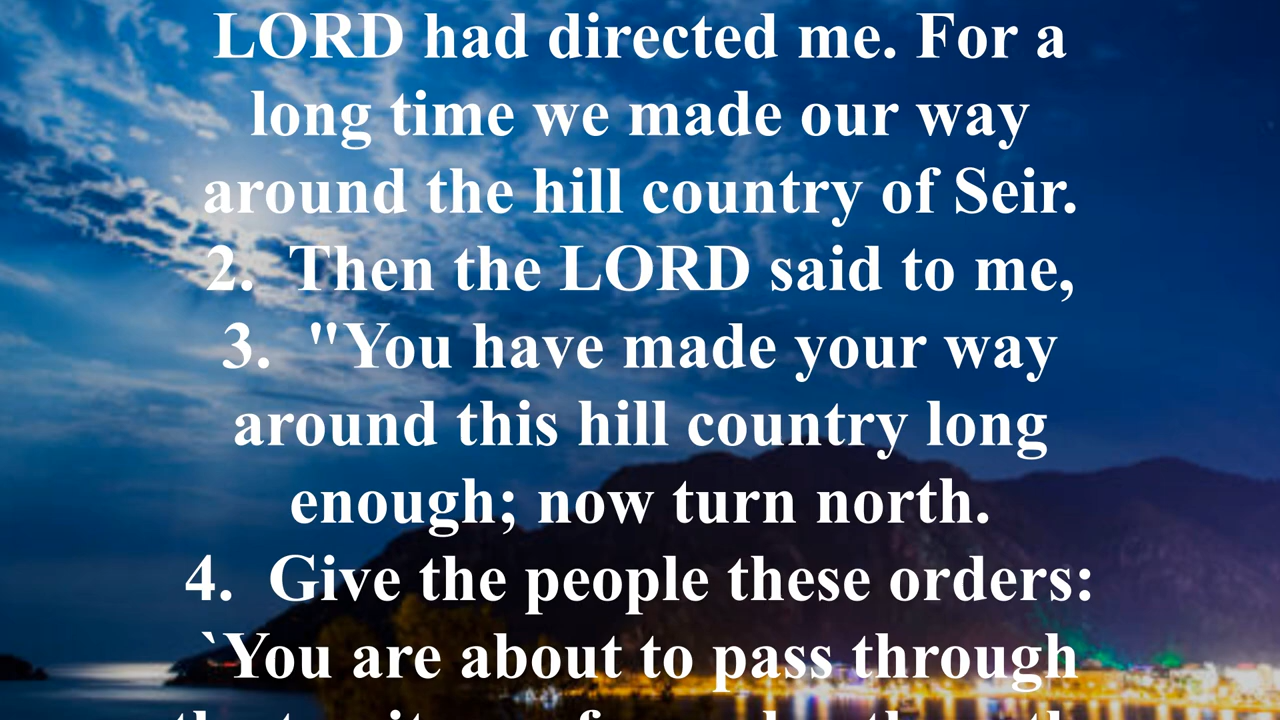 LORD had directed me. For a
long time we made our way
around the hill country of Seir.
2.  Then the LORD said to me,
3.  "You have made your way
around this hill country long
enough; now turn north.
4.  Give the people these orders:
`You are about to pass through